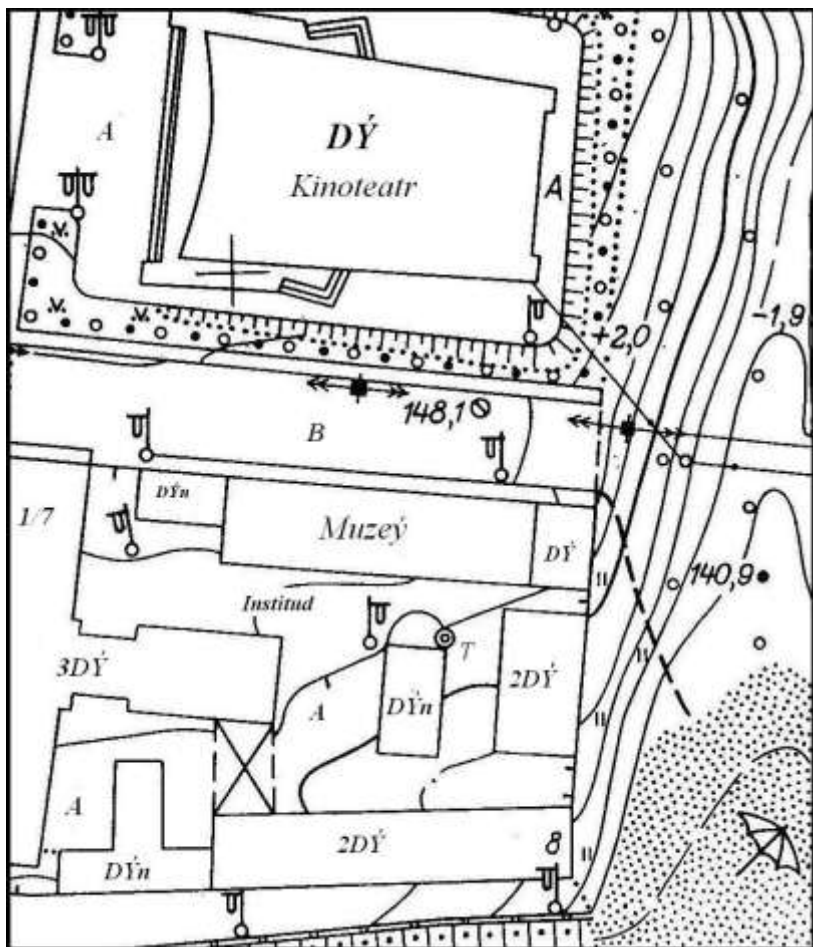 A
DÝ
Kinoteatr
A
+2,0
-1,9
148,1
B
DÝn
1/7
Muzeý
DÝ
140,9
Institud
T
3DÝ
2DÝ
A
DÝn
A
2DÝ
8
DÝn